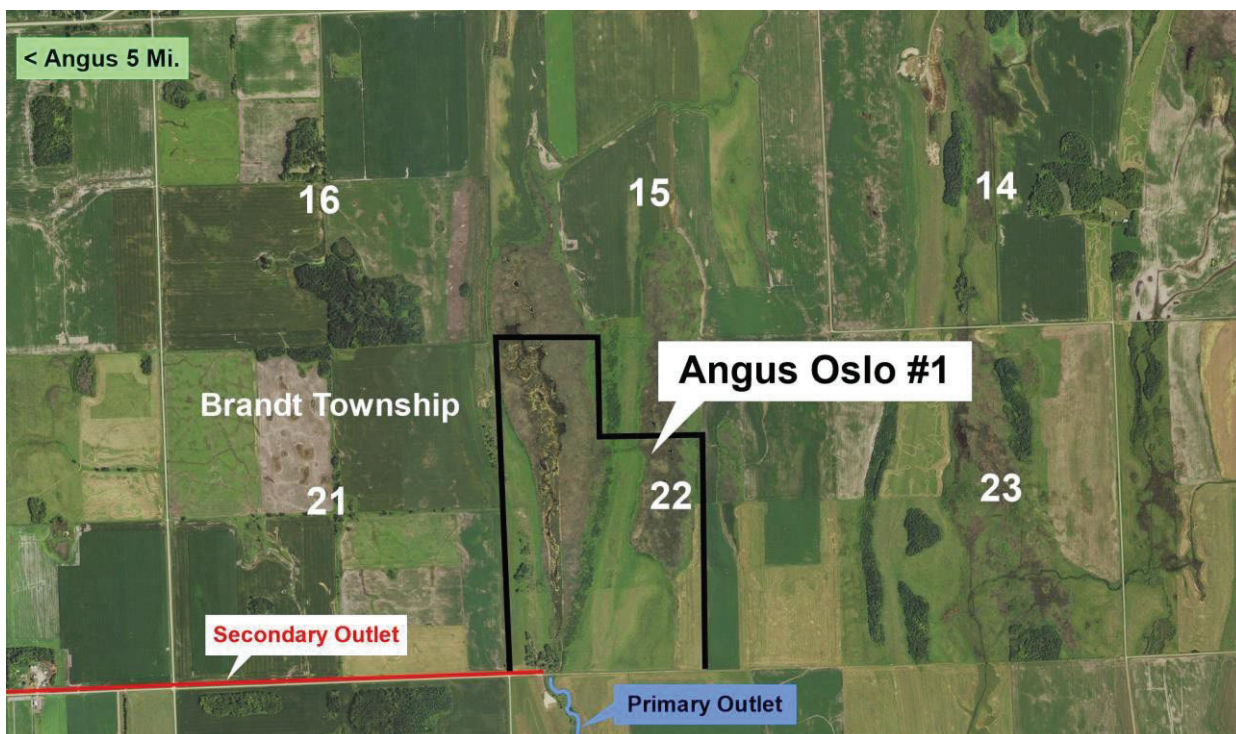 < Angus 5 Mi.
16
15
14
Angus Oslo #1
Brandt Township
21
22
23
Secondary Outlet
Primary Outlet